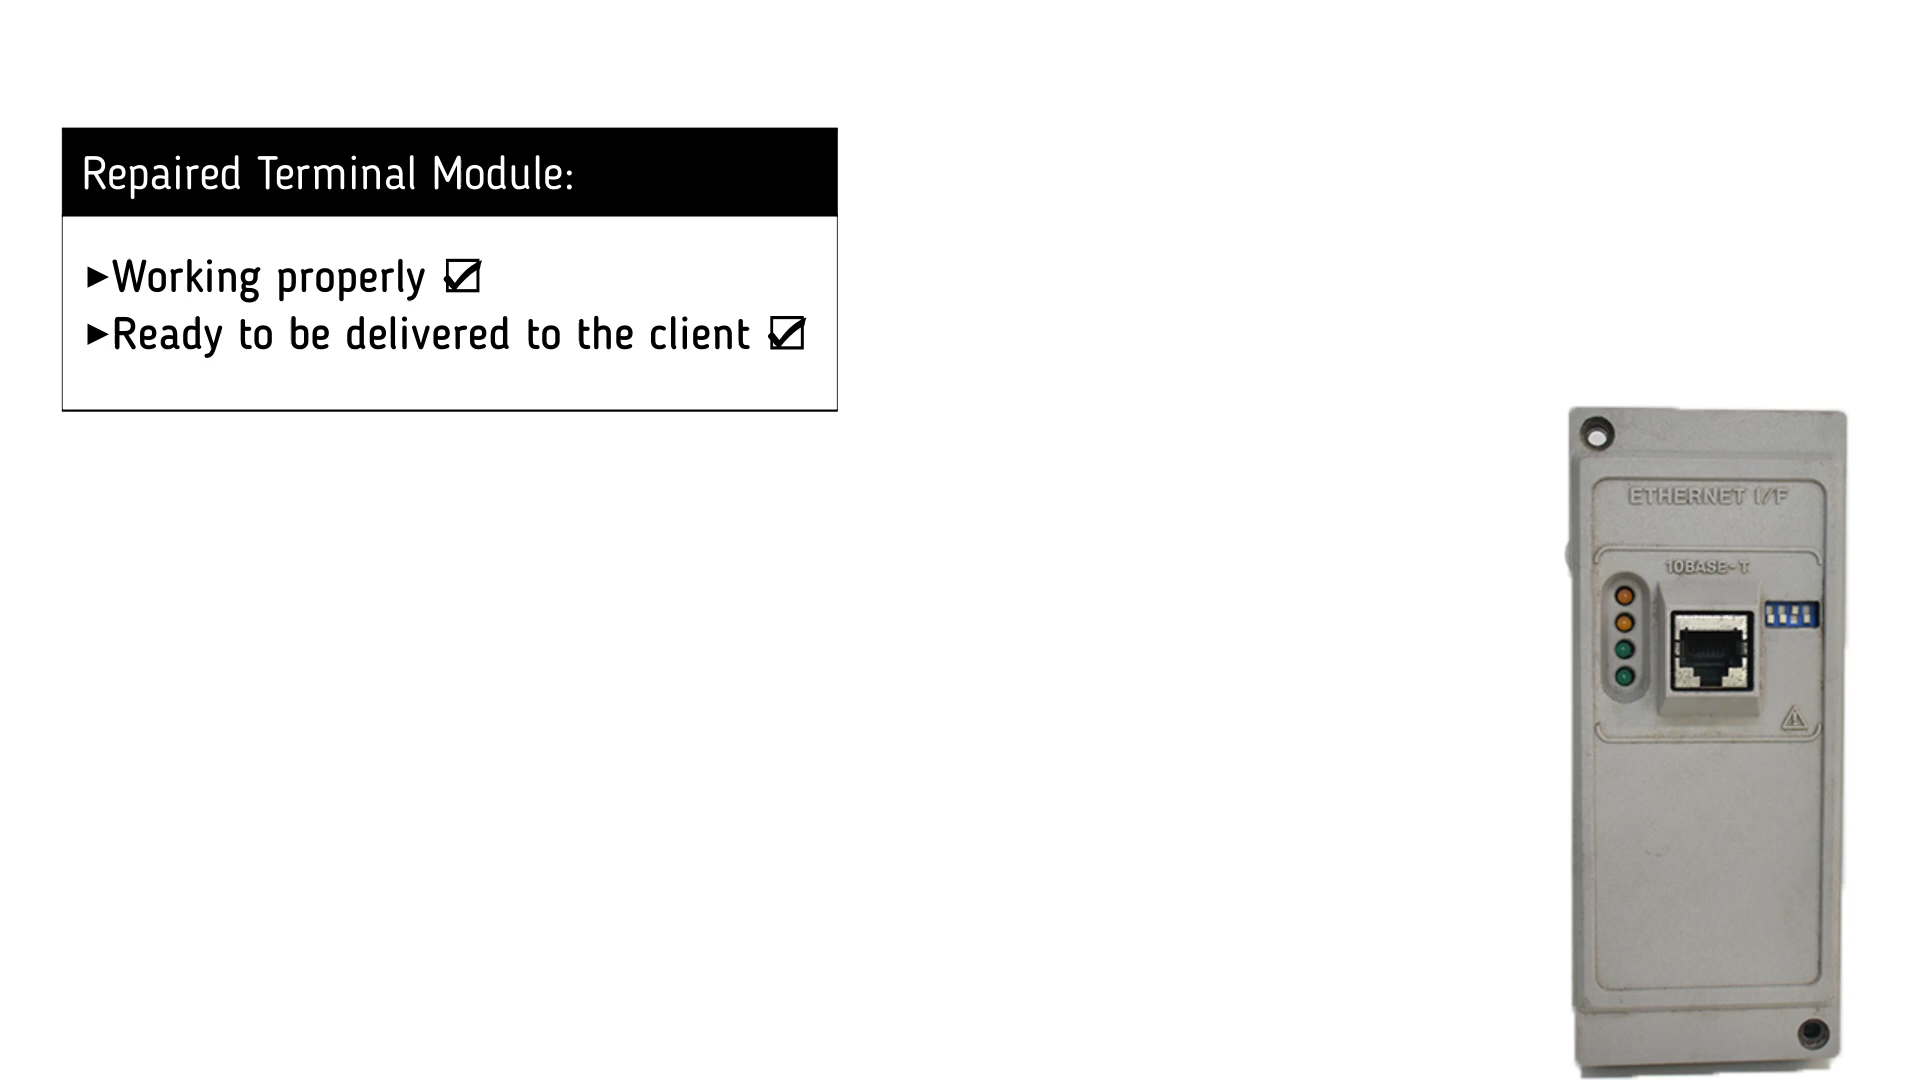 Repaired Terminal Module:
►Working properly ☑
►Ready to be delivered to the client ☑
ETHERNET I/F
10BASE-T